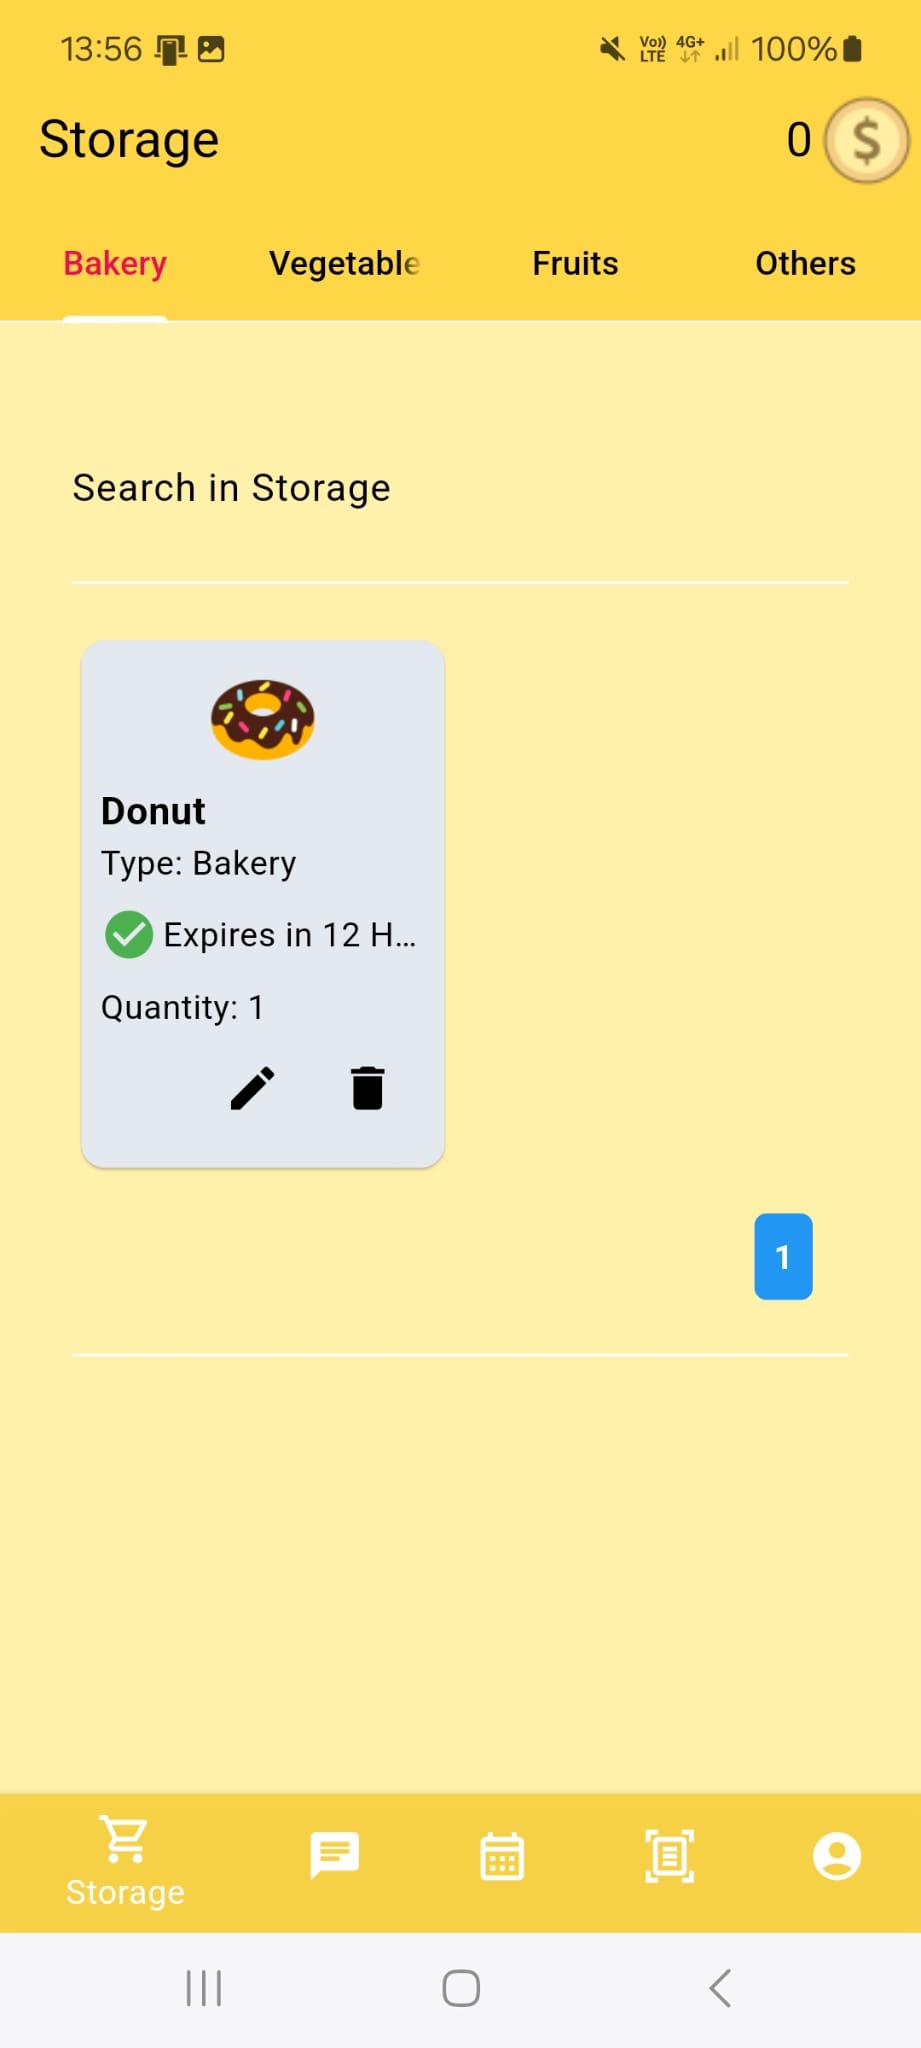 13:56 Vo)) LTE 4G+ 100%
Storage 0 $
Bakery Vegetable Fruits Others
Search in Storage
Donut
Type: Bakery
Expires in 12 H...
Quantity: 1
1
Storage